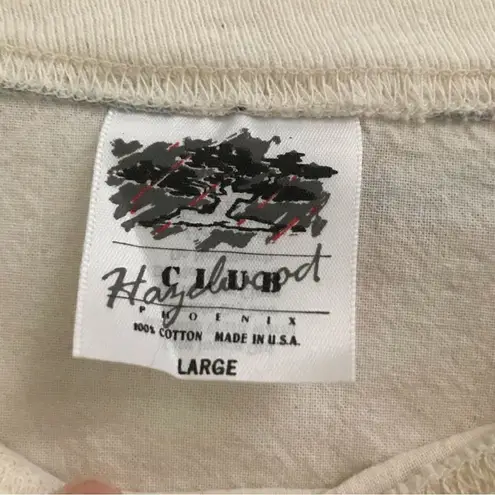 CLUB
Haydwood
PHOENIX
100% COTTON MADE IN U.S.A.
LARGE